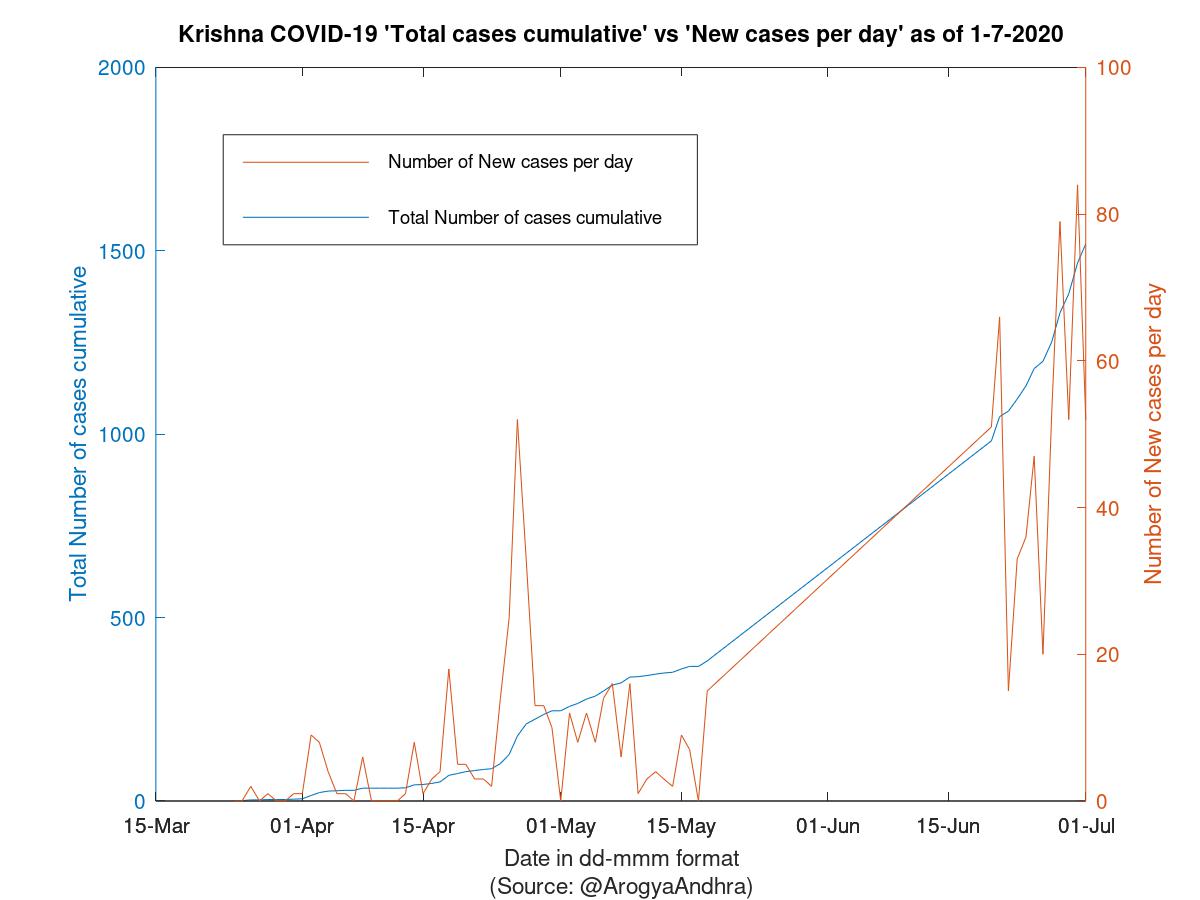 Krishna COVID-19 'Total cases cumulative' vs 'New cases per day' as of 1-7-2020
2000
1500
1000
500
0
Total Number of cases cumulative
100
80
60
40
20
0
Number of New cases per day
Number of New cases per day
Total Number of cases cumulative
15-Mar 01-Apr 15-Apr 01-May 15-May 01-Jun 15-Jun 01-Jul
Date in dd-mmm format
(Source: @ArogyaAndhra)